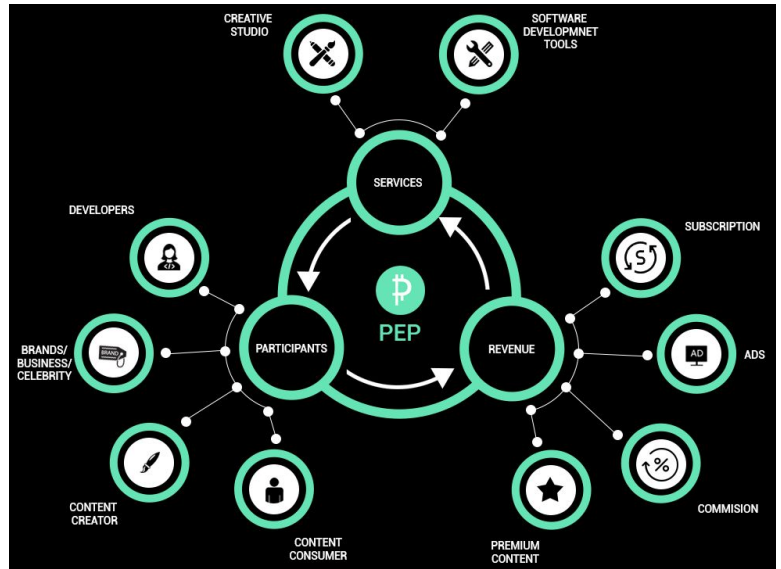 CREATIVE
STUDIO
SOFTWARE
DEVELOPMNET
TOOLS
SERVICES
DEVELOPERS
SUBSCRIPTION
S
PEP
BRANDS/
BUSINESS/
CELEBRITY
BRAND
PARTICIPANTS
REVENUE
AD
ADS
CONTENT
CREATOR
CONTENT
CONSUMER
PREMIUM
CONTENT
%
COMMISION